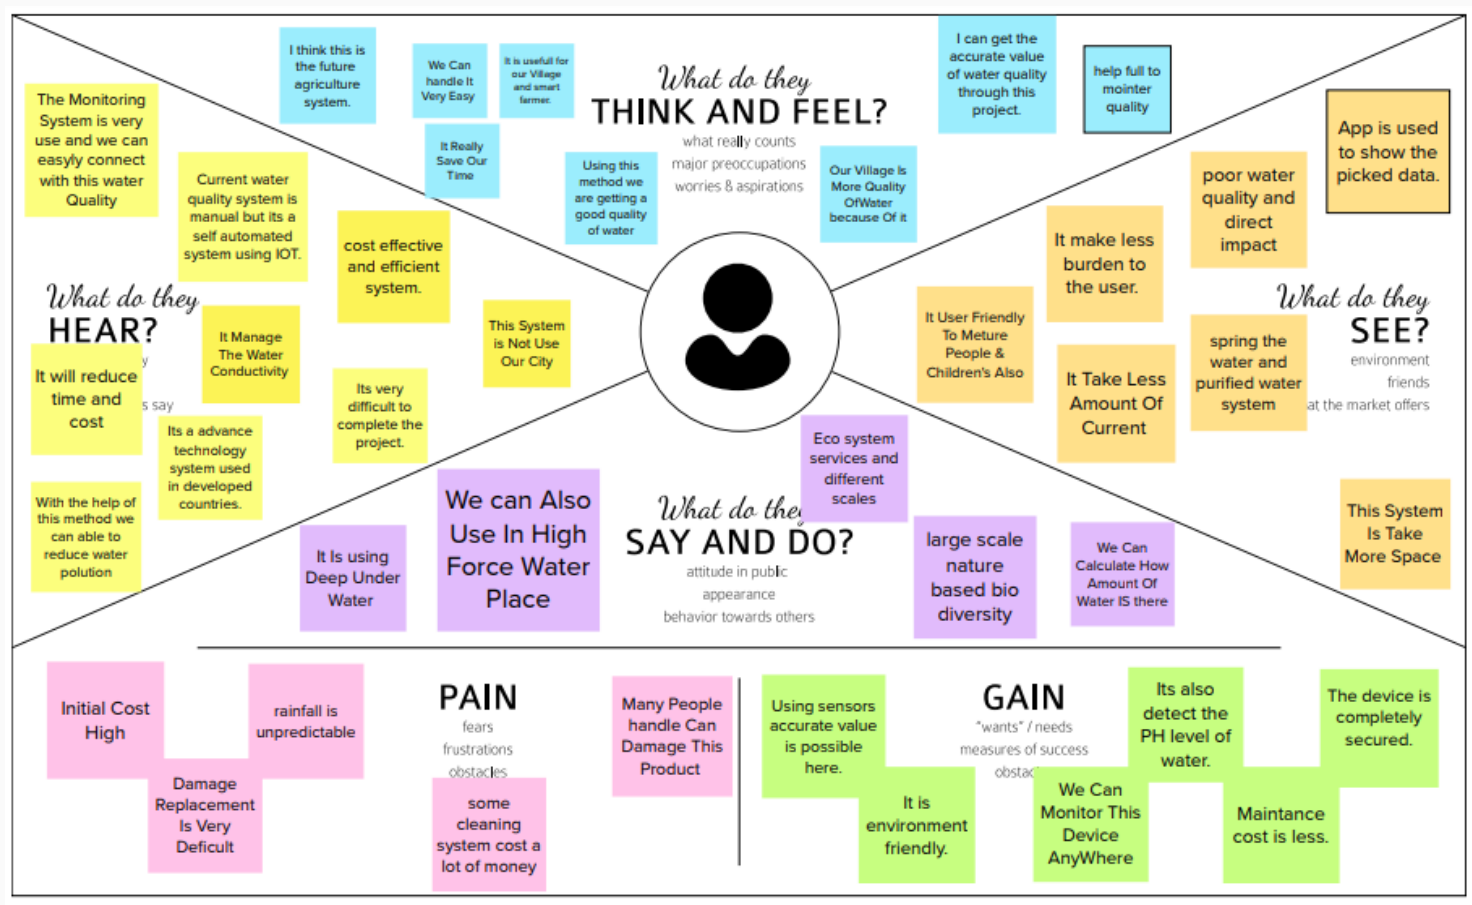 What do they
THINK AND FEEL?
what really counts
major preoccupations
worries & aspirations
I think this is
the future
agriculture
system.
We Can
handle It
Very Easy
It is usefull for
our Village
and smart
farmer.
It Really
Save Our
Time
Using this
method we
are getting a
good quality
of water
I can get the
accurate value
of water quality
through this
project.
help full to
mointer
quality
Our Village Is
More Quality
OfWater
because Of it
What do they
HEAR?
y
s say
The Monitoring
System is very
use and we can
easyly connect
with this water
Quality
Current water
quality system is
manual but its a
self automated
system using IOT.
cost effective
and efficient
system.
It Manage
The Water
Conductivity
This System
is Not Use
Our City
It will reduce
time and
cost
Its very
difficult to
complete the
project.
Its a advance
technology
system used
in developed
countries.
With the help of
this method we
can able to
reduce water
polution
What do they
SEE?
environment
friends
at the market offers
App is used
to show the
picked data.
poor water
quality and
direct
impact
It make less
burden to
the user.
It User Friendly
To Meture
People &
Children's Also
spring the
water and
purified water
system
It Take Less
Amount Of
Current
This System
Is Take
More Space
What do they
SAY AND DO?
attitude in public
appearance
behavior towards others
Eco system
services and
different
scales
We can Also
Use In High
Force Water
Place
It Is using
Deep Under
Water
large scale
nature
based bio
diversity
We Can
Calculate How
Amount Of
Water IS there
PAIN
fears
frustrations
obstacles
Initial Cost
High
rainfall is
unpredictable
Damage
Replacement
Is Very
Deficult
some
cleaning
system cost a
lot of money
Many People
handle Can
Damage This
Product
GAIN
"wants" / needs
measures of success
obstac
Using sensors
accurate value
is possible
here.
It is
environment
friendly.
Its also
detect the
PH level of
water.
We Can
Monitor This
Device
AnyWhere
The device is
completely
secured.
Maintance
cost is less.